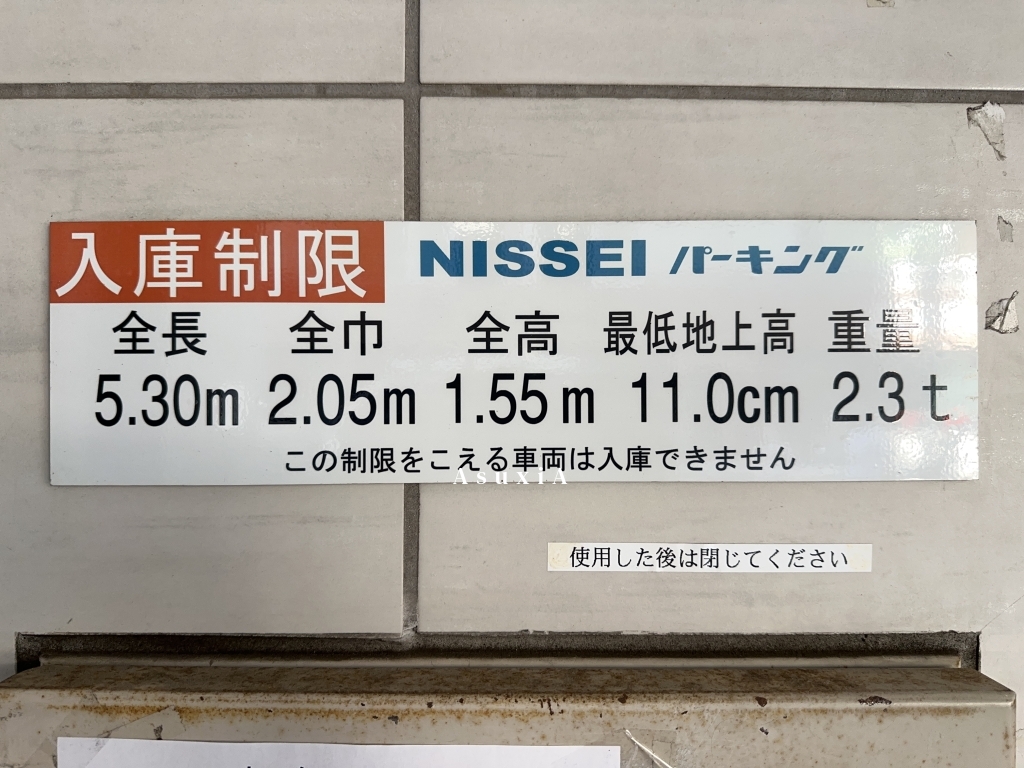 入庫制限 NISSEI パーキング
全長 全巾 全高 最低地上高 重量
5.30m 2.05m 1.55m 11.0cm 2.3t
この制限をこえる車両は入庫できません
AsuxiA
使用した後は閉じてください